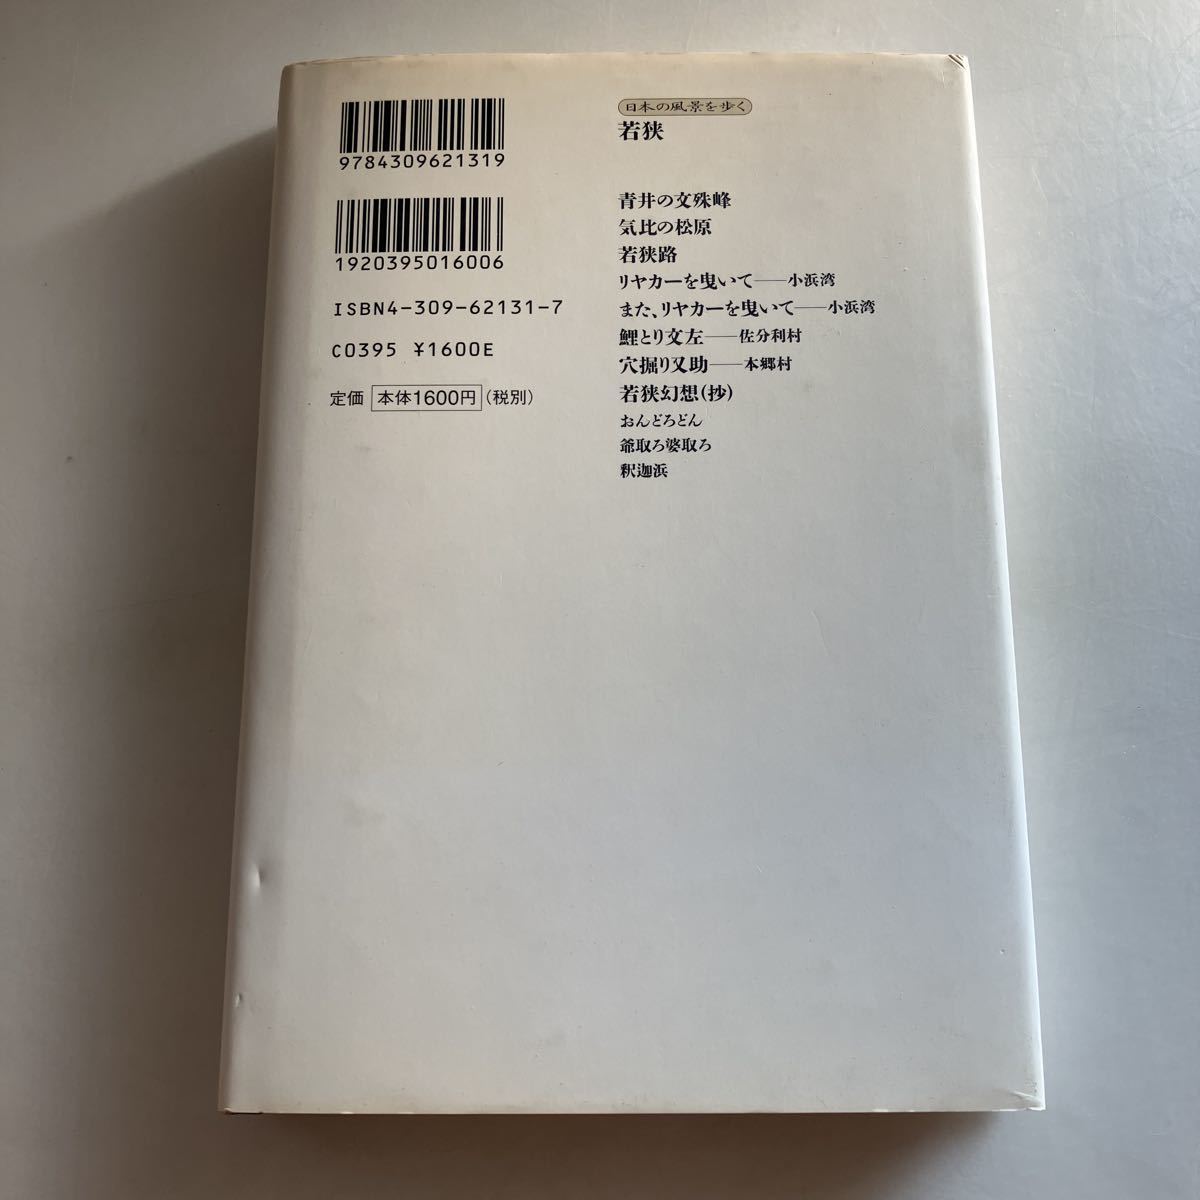 9784309621319
1920395016006
ISBN4-309-62131-7
C0395 ¥1600E
定価 本体1600円 (税別)
日本の風景を歩く
若狭
青井の文殊峰
気比の松原
若狭路
リヤカーを曳いて——小浜湾
また、リヤカーを曳いて——小浜湾
鯉とり文左——佐分利村
穴掘り又助——本郷村
若狭幻想(抄)
おんどろどん
爺取ろ婆取ろ
釈迦浜